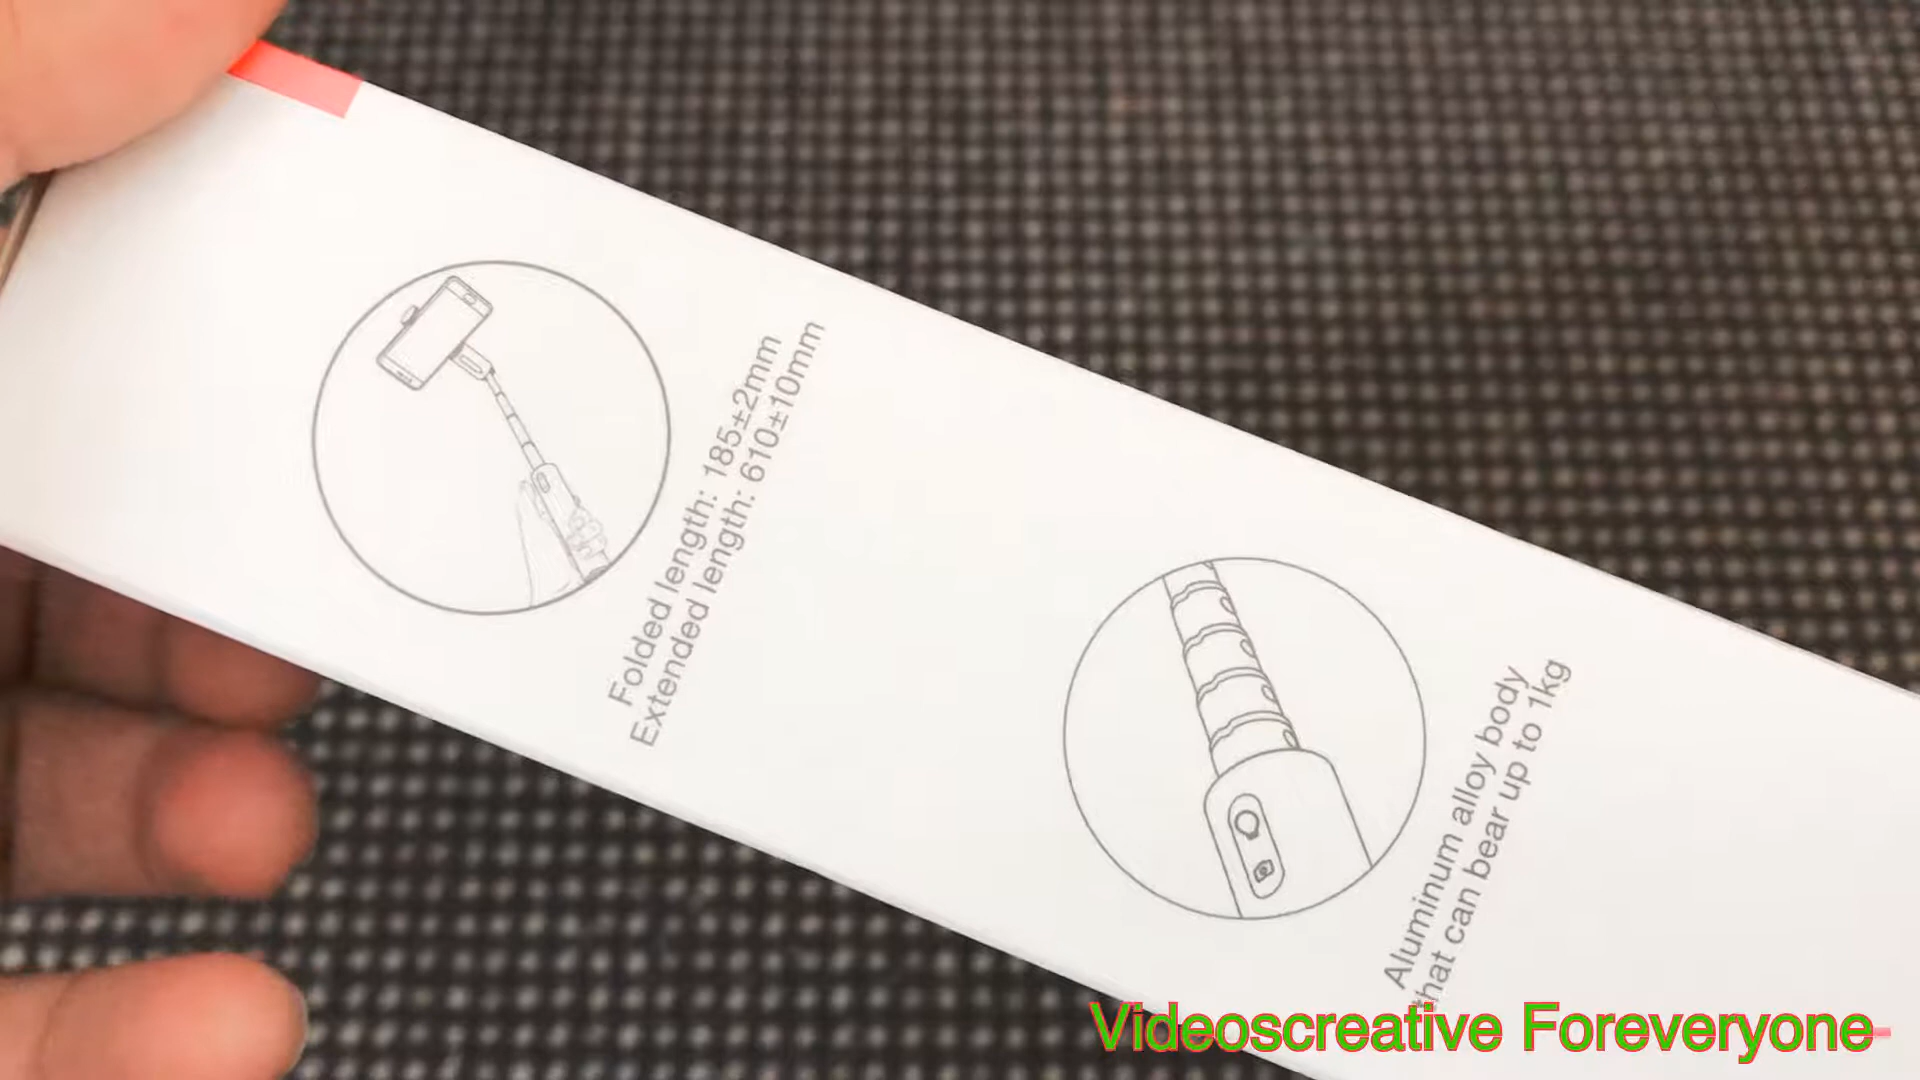 Folded length: 185±2mm
Extended length: 610±10mm
Aluminum alloy body
that can bear up to 1kg
Videoscreative Foreveryone